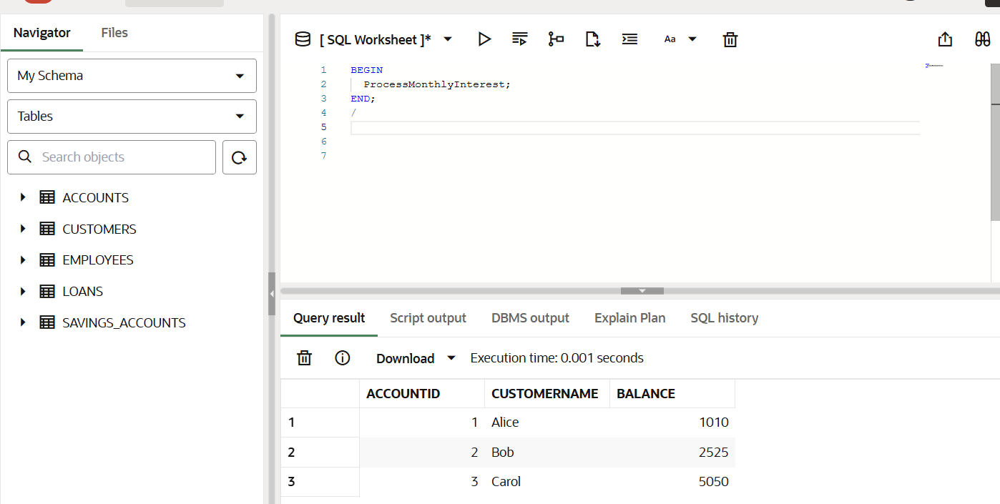 Navigator
Files
My Schema
Tables
Search objects
ACCOUNTS
CUSTOMERS
EMPLOYEES
LOANS
SAVINGS_ACCOUNTS
[ SQL Worksheet ]*
Aa
1 BEGIN
2 ProcessMonthlyInterest;
3 END;
4 /
5
6
7
Query result
Script output
DBMS output
Explain Plan
SQL history
Download
Execution time: 0.001 seconds
ACCOUNTID CUSTOMERNAME BALANCE
1 1 Alice 1010
2 2 Bob 2525
3 3 Carol 5050